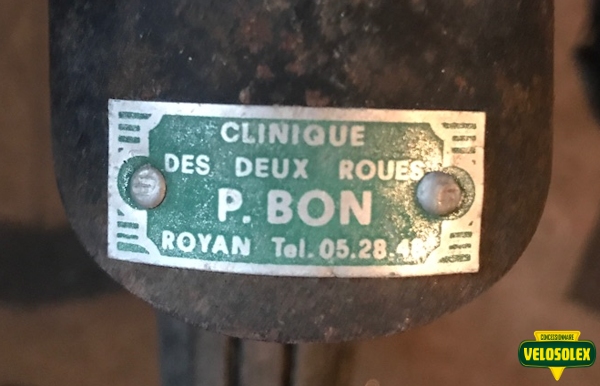 CLINIQUE
DES DEUX ROUES
P. BON
ROYAN Tel. 05.28.
CONCESSIONNAIRE
VELOSOLEX